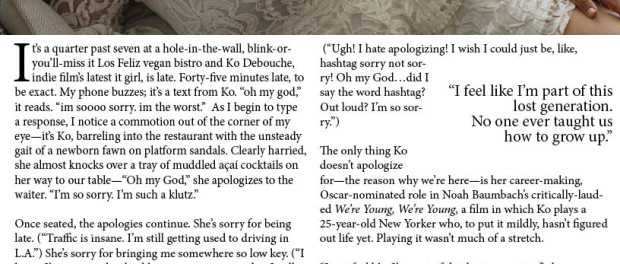 It's a quarter past seven at a hole-in-the-wall, blink-or-
you'll-miss it Los Feliz vegan bistro and Ko Debouche,
indie film's latest it girl, is late. Forty-five minutes late, to
be exact. My phone buzzes; it's a text from Ko. "oh my god,"
it reads. "im soooo sorry. im the worst." As I begin to type
a response, I notice a commotion out of the corner of my
eye—it's Ko, barreling into the restaurant with the unsteady
gait of a newborn fawn on platform sandals. Clearly harried,
she almost knocks over a tray of muddled açaí cocktails on
her way to our table—"Oh my God," she apologizes to the
waiter. "I'm so sorry. I'm such a klutz."
Once seated, the apologies continue. She's sorry for being
late. ("Traffic is insane. I'm still getting used to driving in
L.A.") She's sorry for bringing me somewhere so low key. ("I
("Ugh! I hate apologizing! I wish I could just be, like,
hashtag sorry not sor-
ry! Oh my God…did I
say the word hashtag?
Out loud? I'm so sor-
ry.")
"I feel like I'm part of this
lost generation.
No one ever taught us
how to grow up."
The only thing Ko
doesn't apologize
for—the reason why we're here—is her career-making,
Oscar-nominated role in Noah Baumbach's critically-laud-
ed We're Young, We're Young, a film in which Ko plays a
25-year-old New Yorker who, to put it mildly, hasn't figured
out life yet. Playing it wasn't much of a stretch.